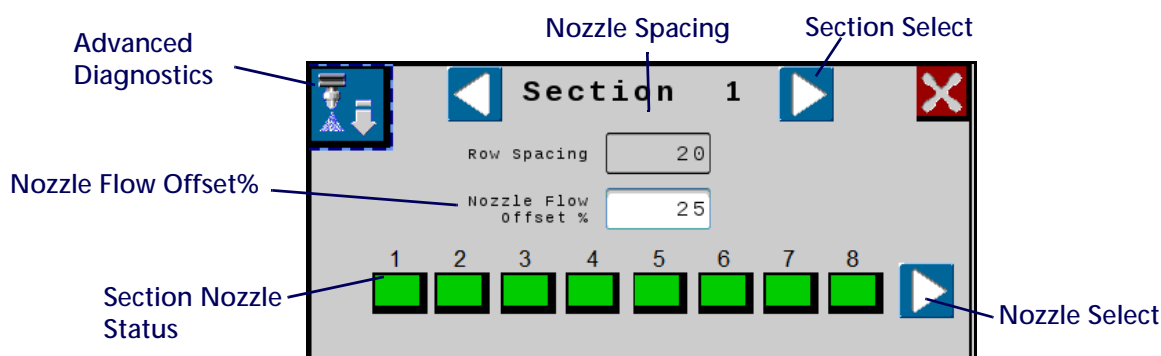 Nozzle Spacing
Section Select
Advanced
Diagnostics
Section 1
Row Spacing 20
Nozzle Flow Offset%
Nozzle Flow
Offset % 25
1 2 3 4 5 6 7 8
Section Nozzle
Status
Nozzle Select